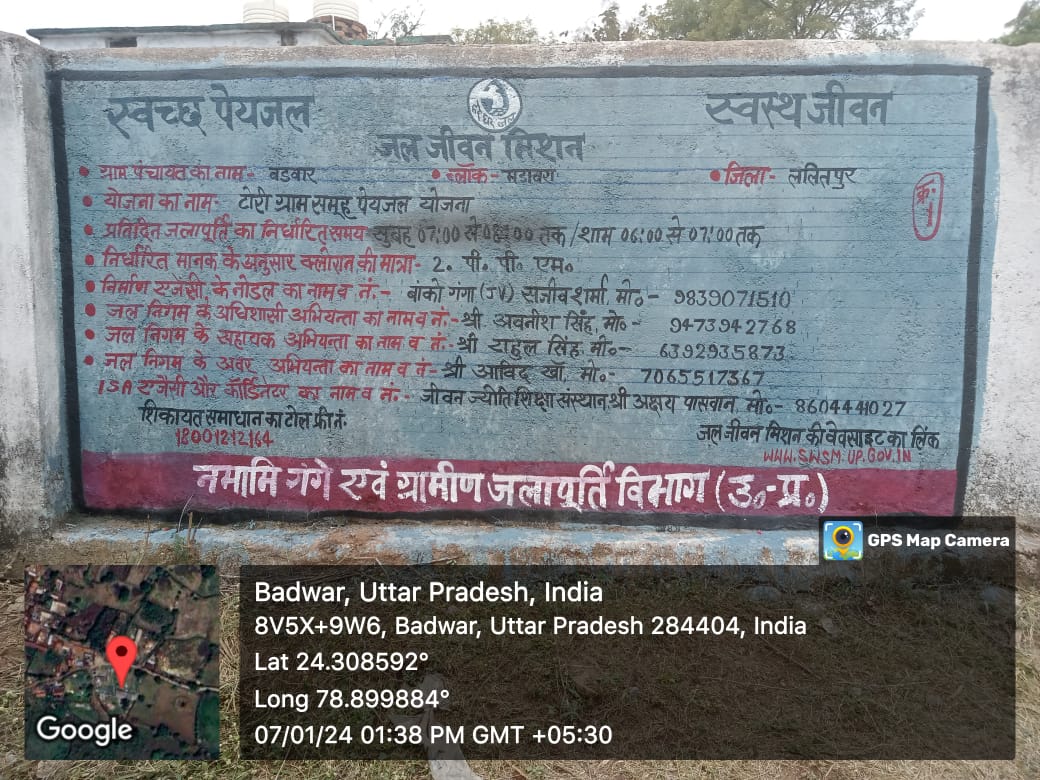 स्वच्छ पेयजल
स्वस्थ जीवन
हर घर जल
जल जीवन मिशन
• ग्राम पंचायत का नाम- बडवार • ब्लॉक- मडावरा • जिला- ललितपुर
• योजना का नाम- टोरी ग्राम समूह पेयजल योजना
क्र. 1
• प्रतिदिन जलापूर्ति का निर्धारित समय सुबह 07:00 से 08:00 तक/शाम 06:00 से 07:00 तक
• निर्धारित मानक के अनुसार क्लोरीन की मात्रा- 2. पी. पी. एम.
• निर्माण एजेंसी के नोडल का नाम व नं.- बांको गंगा (JV) संजीव शर्मा, मो.- 9839071510
• जल निगम के अधिशासी अभियन्ता का नाम व नं.- श्री अवनीश सिंह, मो.- 9473942768
• जल निगम के सहायक अभियन्ता का नाम व नं.- श्री राहुल सिंह, मो.- 6392935873
• जल निगम के अवर अभियन्ता का नाम व नं- श्री आविद खाँ, मो.- 7065517367
ISA एजेंसी और कॉर्डिनेटर का नाम व नं.- जीवन ज्योति शिक्षा संस्थान, श्री अक्षय पासवान, मो.- 8604441027
शिकायत समाधान का टोल फ्री नं.
18001212164
जल जीवन मिशन की वेवसाइट का लिंक
WWW.SWSM.UP.GOV.IN
नमामि गंगे एवं ग्रामीण जलापूर्ति विभाग (उ.-प्र.)
GPS Map Camera
Badwar, Uttar Pradesh, India
8V5X+9W6, Badwar, Uttar Pradesh 284404, India
Lat 24.308592°
Long 78.899884°
07/01/24 01:38 PM GMT +05:30
Google